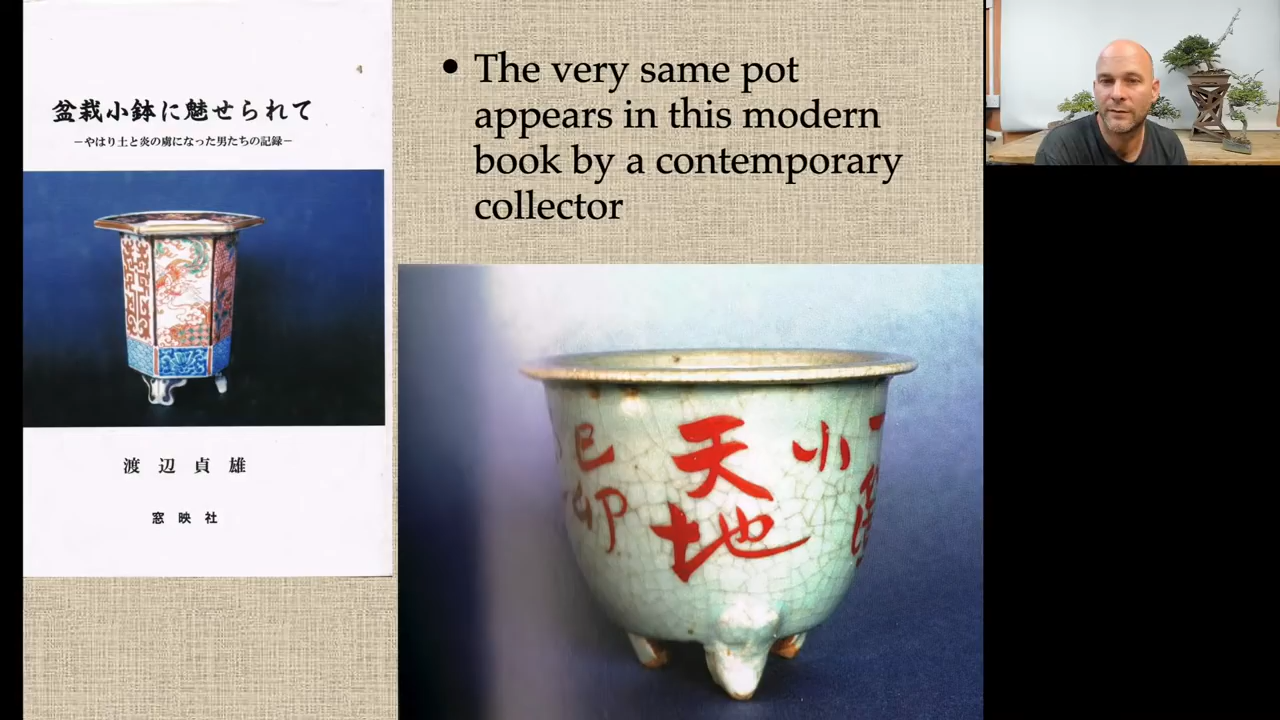 盆栽小鉢に魅せられて
−やはり土と炎の虜になった男たちの記録−
渡辺貞雄
窓映社
• The very same pot
appears in this modern
book by a contemporary
collector
天地
小
卯